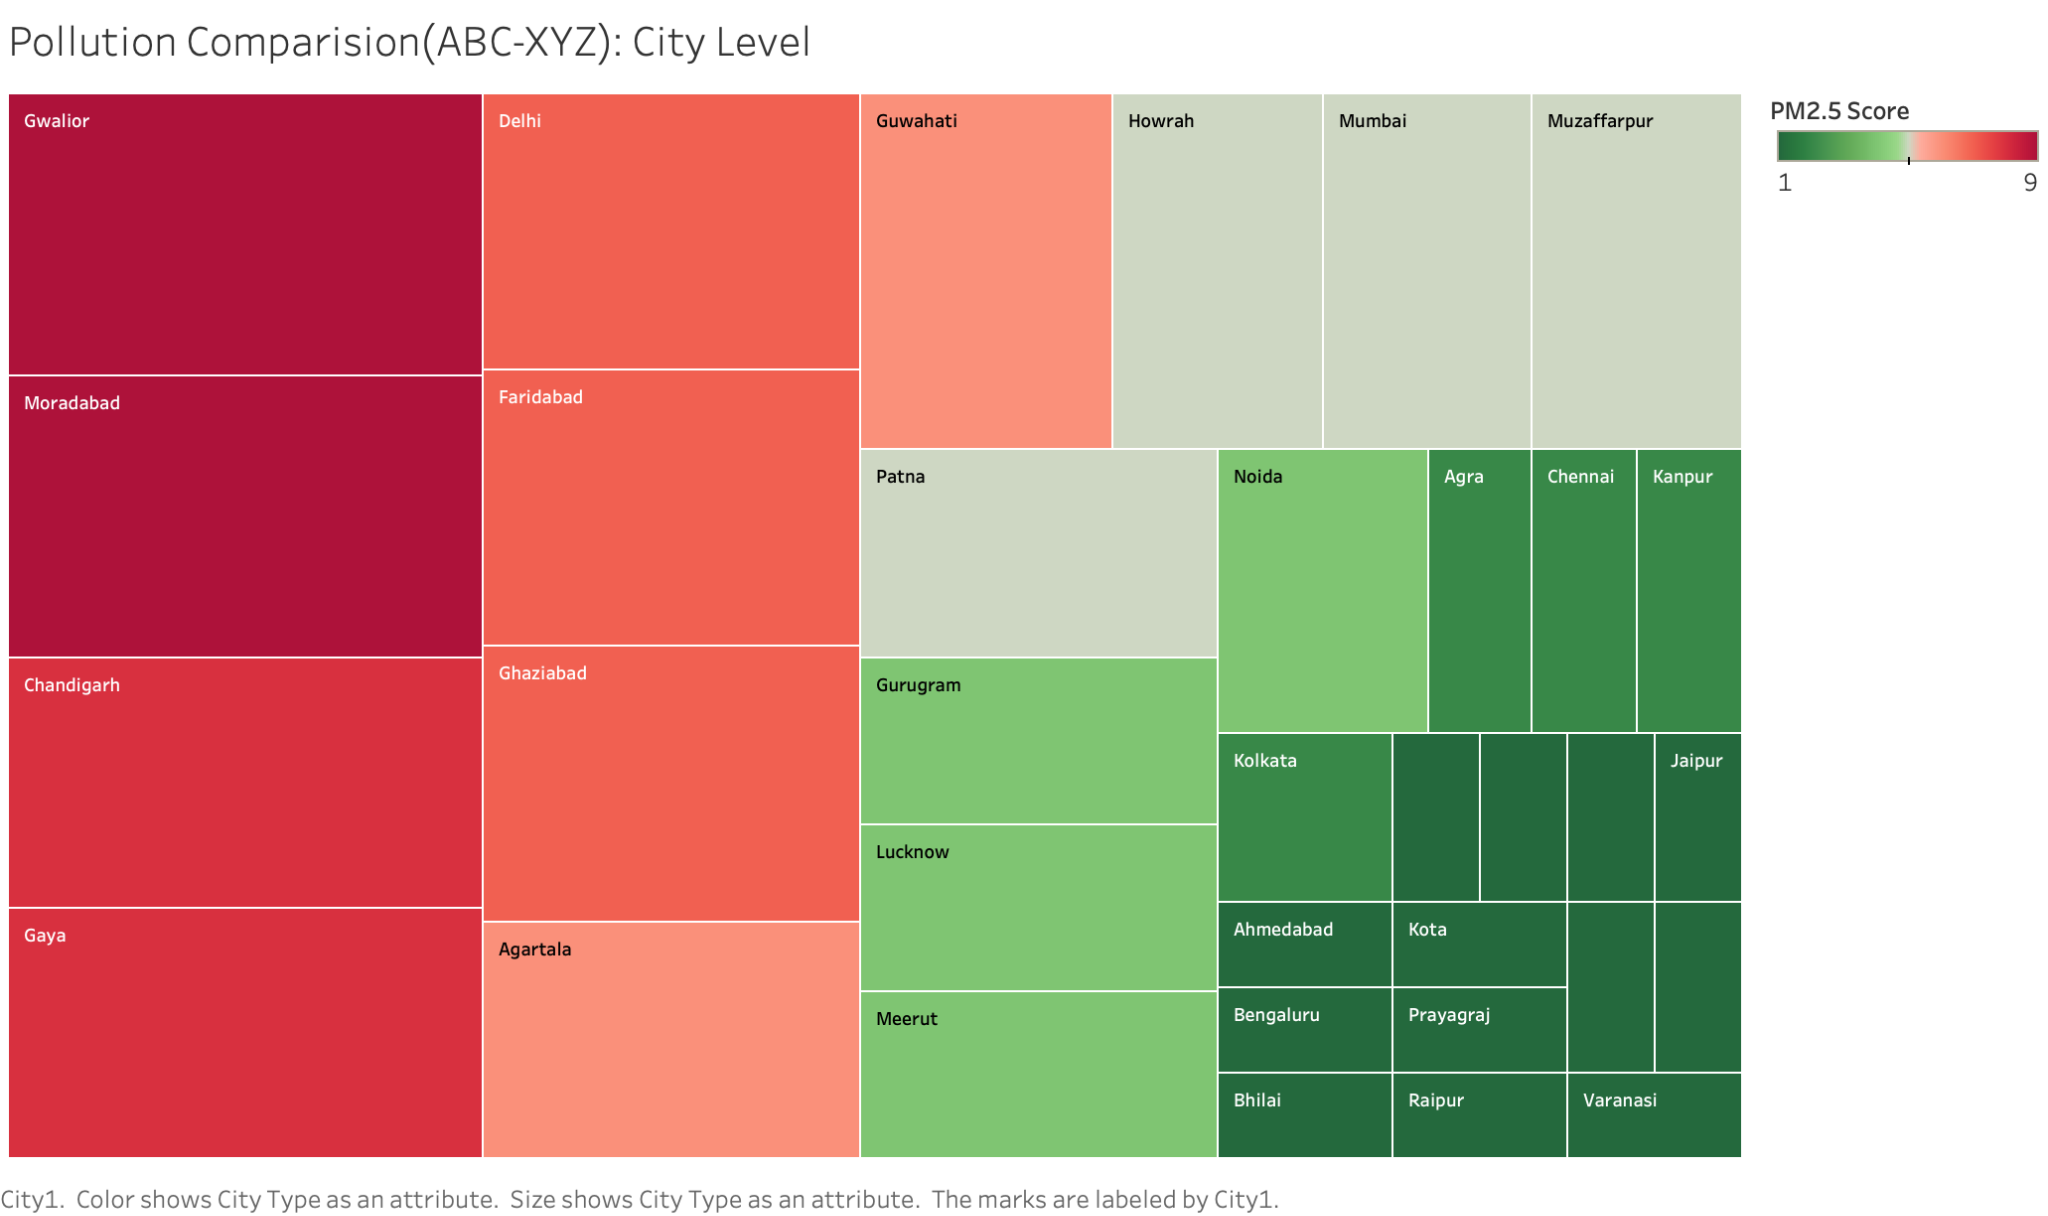 Pollution Comparision(ABC-XYZ): City Level
Gwalior
Delhi
Guwahati
Howrah
Mumbai
Muzaffarpur
PM2.5 Score
1
9
Moradabad
Faridabad
Patna
Noida
Agra
Chennai
Kanpur
Chandigarh
Ghaziabad
Gurugram
Kolkata
Jaipur
Lucknow
Gaya
Agartala
Ahmedabad
Kota
Meerut
Bengaluru
Prayagraj
Bhilai
Raipur
Varanasi
City1. Color shows City Type as an attribute. Size shows City Type as an attribute. The marks are labeled by City1.